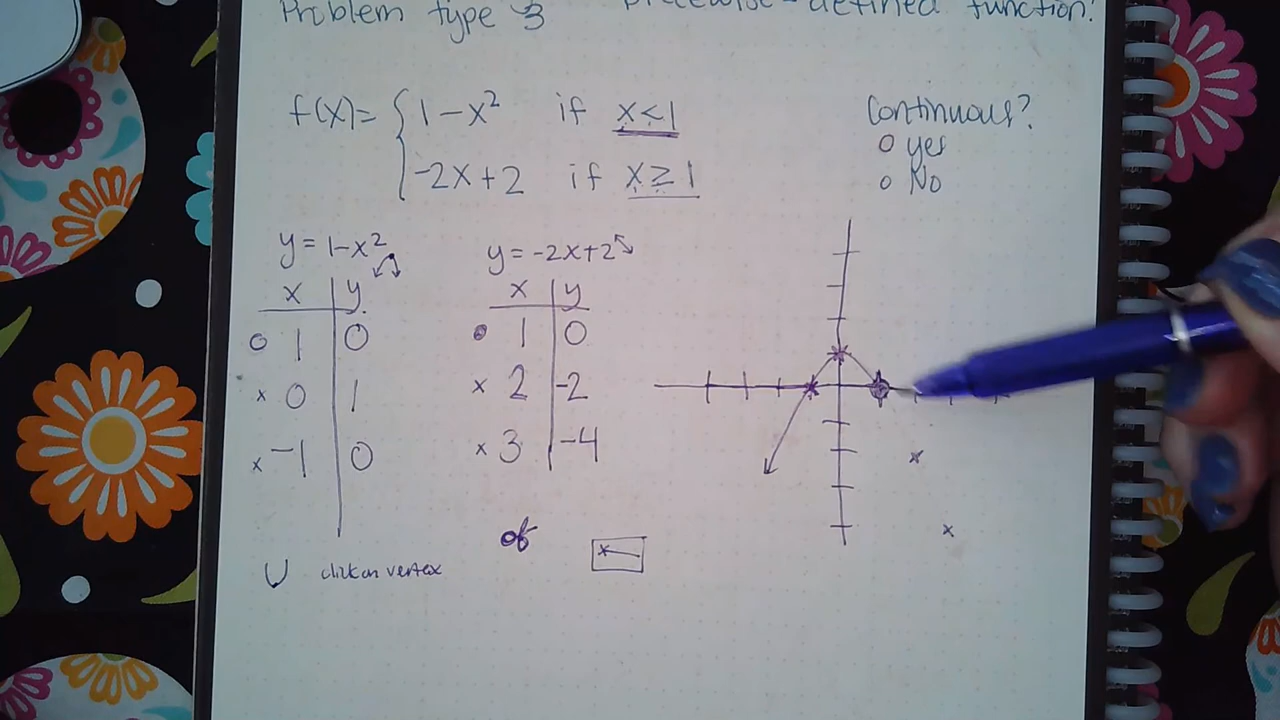 Problem type 3 piecewise-defined function!
f(x)= { 1-x² if x<1
-2x+2 if x≥1
Continuous?
o yes
o No
y=1-x²
x | y
o 1 | 0
x 0 | 1
x -1 | 0
y=-2x+2
x | y
1 | 0
x 2 | -2
x 3 | -4
U click on vertex